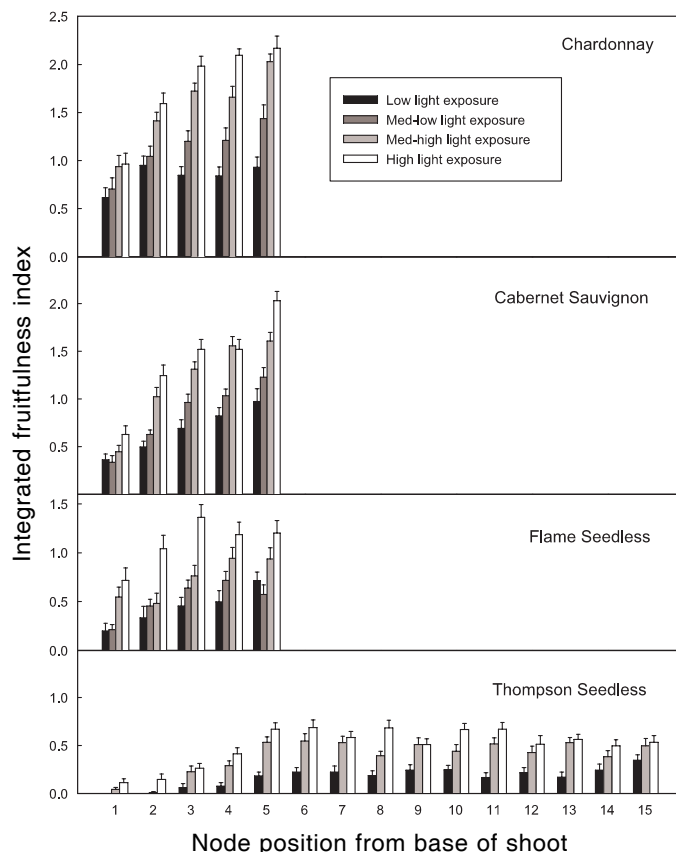 Integrated fruitfulness index
2.5
2.0
1.5
1.0
0.5
0.0
Chardonnay
Low light exposure
Med-low light exposure
Med-high light exposure
High light exposure
2.0
1.5
1.0
0.5
Cabernet Sauvignon
1.5
1.0
0.5
0.0
Flame Seedless
1.0
0.5
0.0
Thompson Seedless
1 2 3 4 5 6 7 8 9 10 11 12 13 14 15
Node position from base of shoot